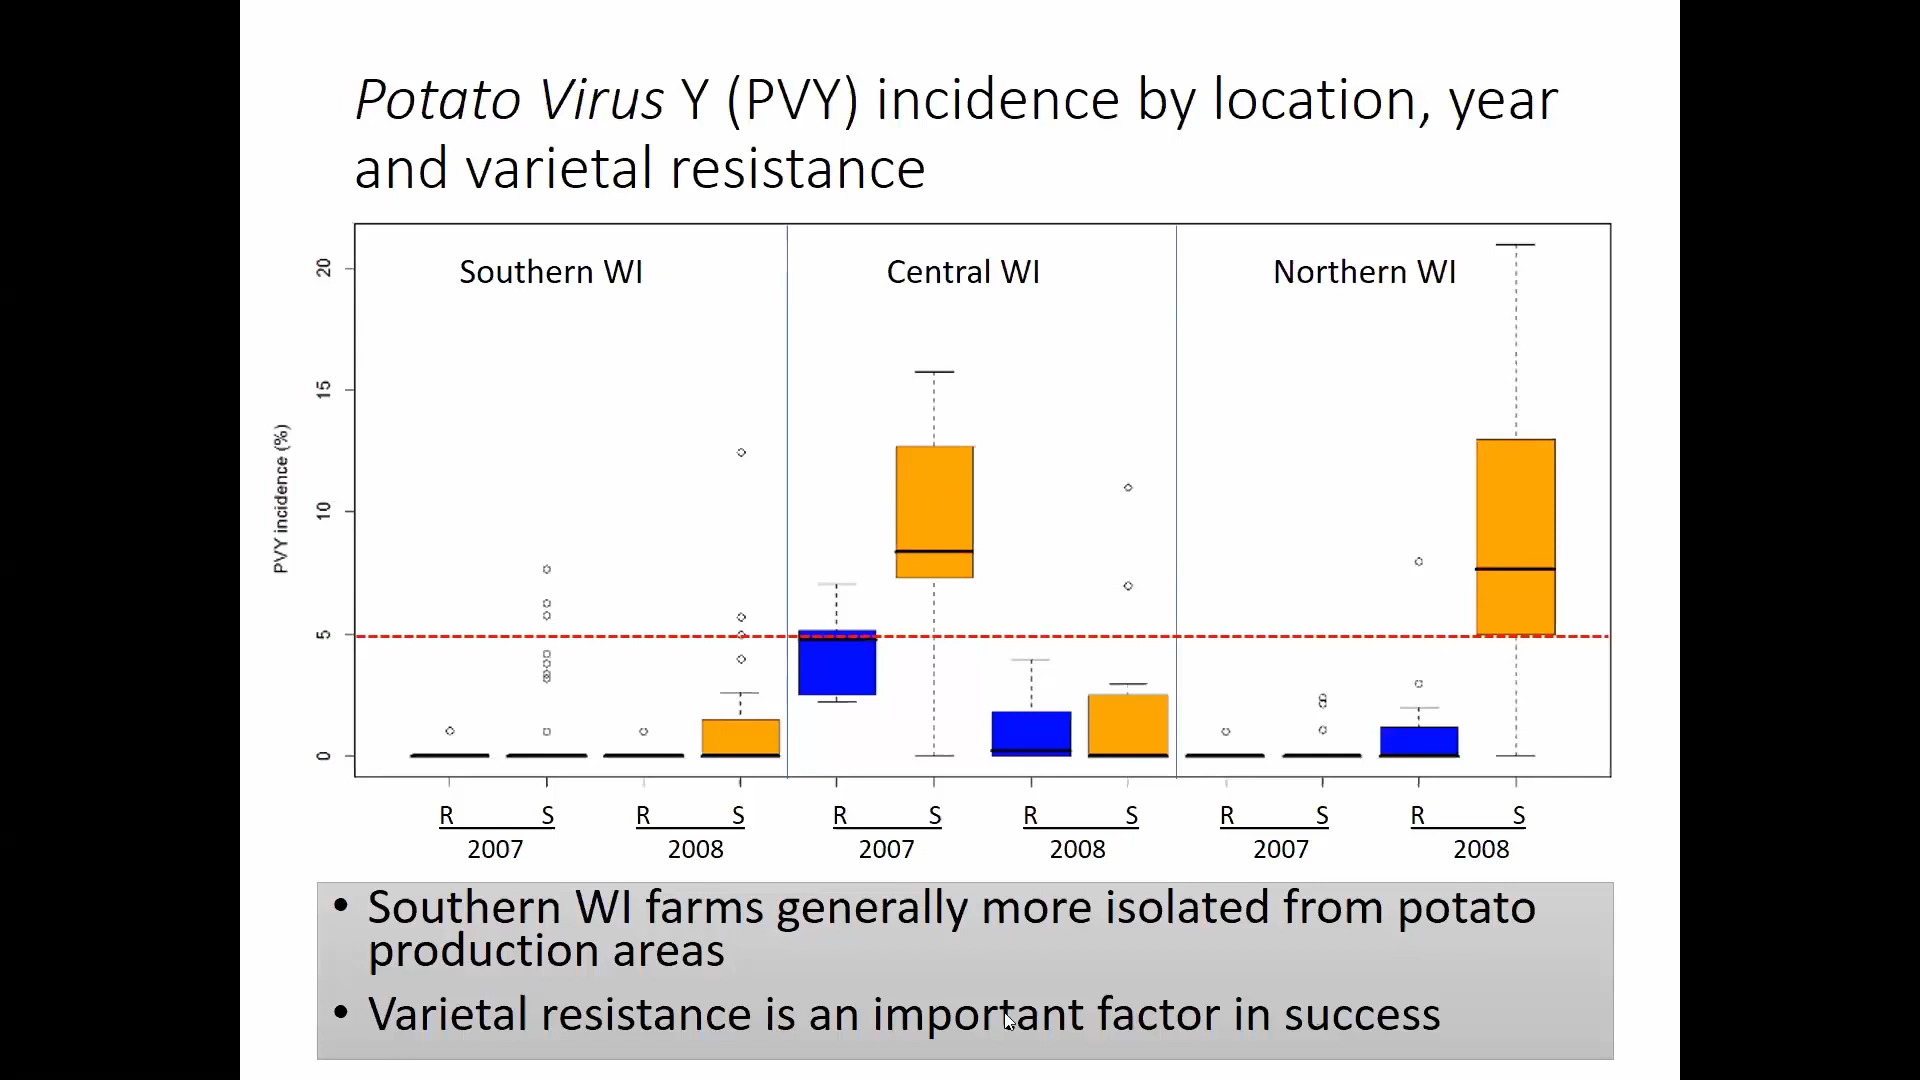 Potato Virus Y (PVY) incidence by location, year
and varietal resistance
Southern WI
Central WI
Northern WI
PVY incidence (%)
20
15
10
5
0
R S R S R S R S R S R S
2007 2008 2007 2008 2007 2008
• Southern WI farms generally more isolated from potato
production areas
• Varietal resistance is an important factor in success